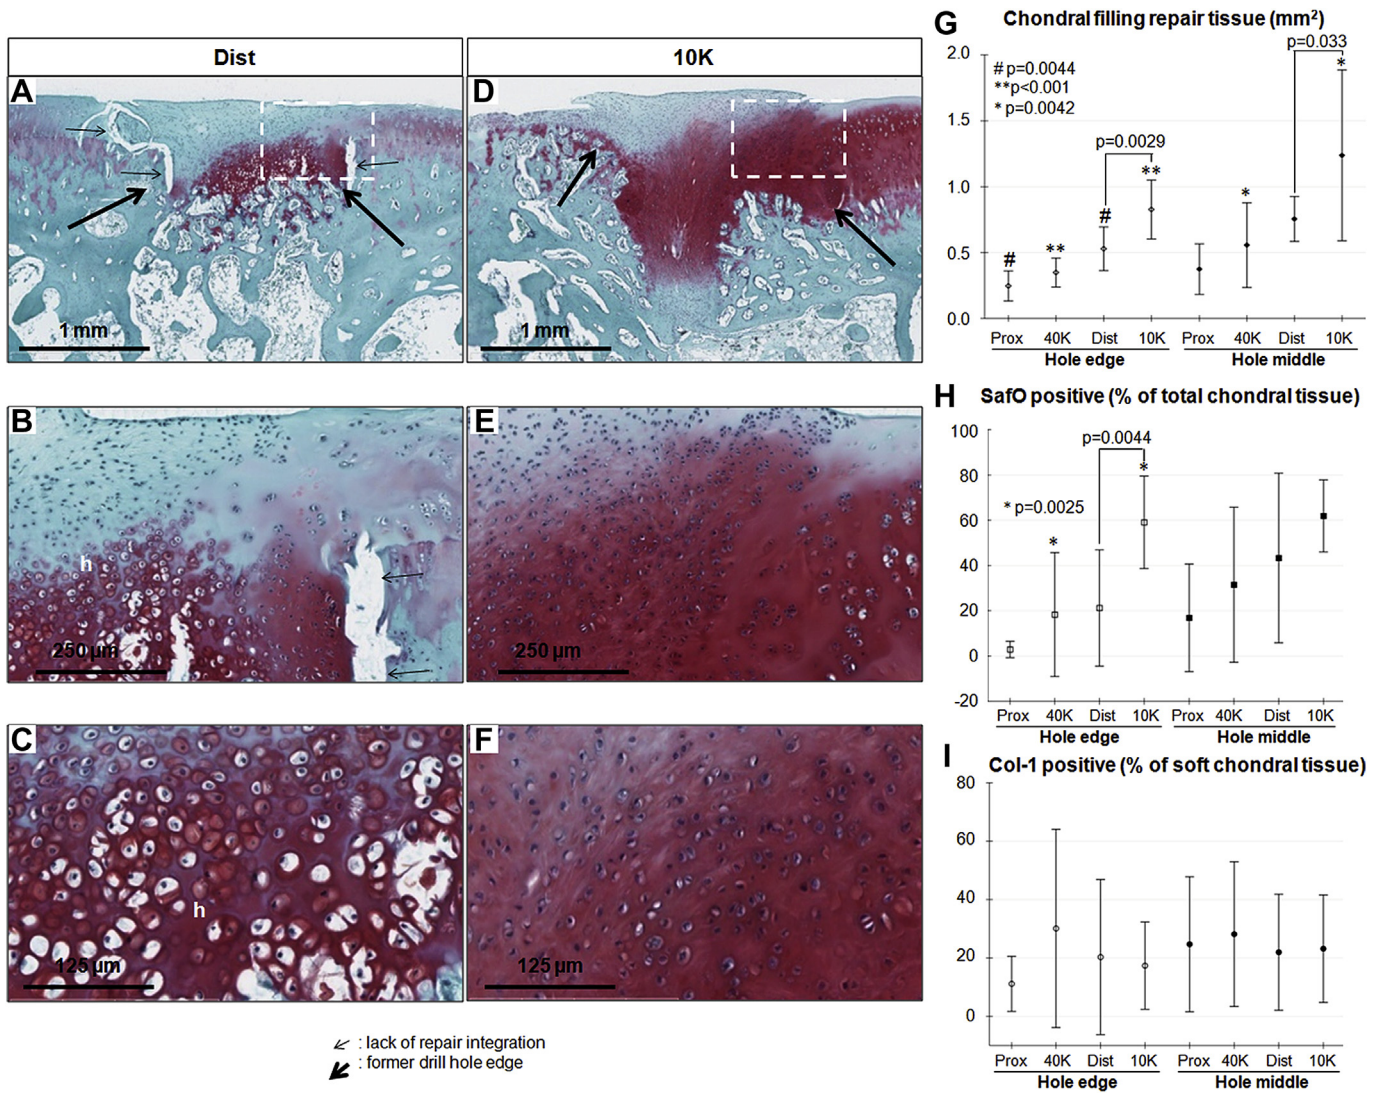 Dist
10K
A
1 mm
D
1 mm
B
h
250 µm
E
250 µm
C
h
125 µm
F
125 µm
: lack of repair integration
: former drill hole edge
G
Chondral filling repair tissue (mm²)
2.0
1.5
1.0
0.5
0.0
# p=0.0044
**p<0.001
* p=0.0042
p=0.0029
p=0.033
# ** # ** * *
Prox 40K Dist 10K Prox 40K Dist 10K
Hole edge Hole middle
H
SafO positive (% of total chondral tissue)
100
80
60
40
20
0
-20
p=0.0044
* p=0.0025
* *
Prox 40K Dist 10K Prox 40K Dist 10K
Hole edge Hole middle
I
Col-1 positive (% of soft chondral tissue)
80
60
40
20
0
Prox 40K Dist 10K Prox 40K Dist 10K
Hole edge Hole middle